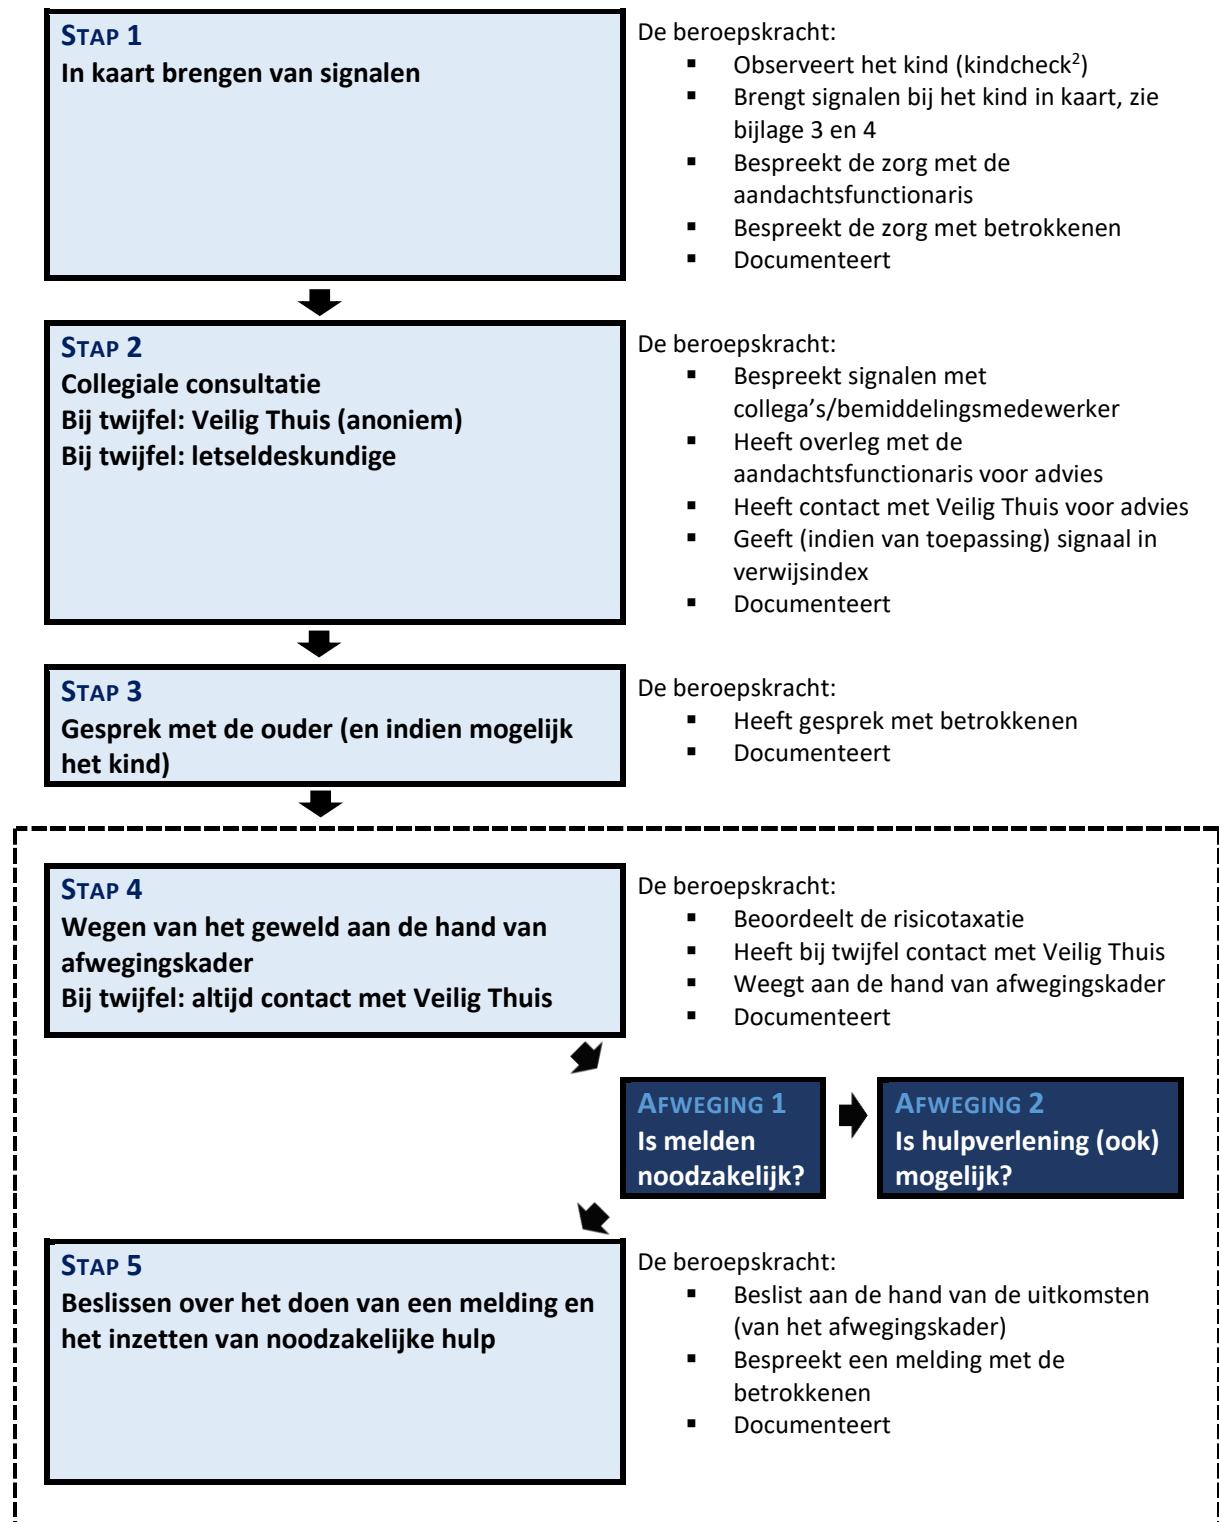 STAP 1
In kaart brengen van signalen
De beroepskracht:
▪ Observeert het kind (kindcheck²)
▪ Brengt signalen bij het kind in kaart, zie
bijlage 3 en 4
▪ Bespreekt de zorg met de
aandachtsfunctionaris
▪ Bespreekt de zorg met betrokkenen
▪ Documenteert
STAP 2
Collegiale consultatie
Bij twijfel: Veilig Thuis (anoniem)
Bij twijfel: letseldeskundige
De beroepskracht:
▪ Bespreekt signalen met
collega’s/bemiddelingsmedewerker
▪ Heeft overleg met de
aandachtsfunctionaris voor advies
▪ Heeft contact met Veilig Thuis voor advies
▪ Geeft (indien van toepassing) signaal in
verwijsindex
▪ Documenteert
STAP 3
Gesprek met de ouder (en indien mogelijk
het kind)
De beroepskracht:
▪ Heeft gesprek met betrokkenen
▪ Documenteert
STAP 4
Wegen van het geweld aan de hand van
afwegingskader
Bij twijfel: altijd contact met Veilig Thuis
De beroepskracht:
▪ Beoordeelt de risicotaxatie
▪ Heeft bij twijfel contact met Veilig Thuis
▪ Weegt aan de hand van afwegingskader
▪ Documenteert
AFWEGING 1
Is melden
noodzakelijk?
AFWEGING 2
Is hulpverlening (ook)
mogelijk?
STAP 5
Beslissen over het doen van een melding en
het inzetten van noodzakelijke hulp
De beroepskracht:
▪ Beslist aan de hand van de uitkomsten
(van het afwegingskader)
▪ Bespreekt een melding met de
betrokkenen
▪ Documenteert